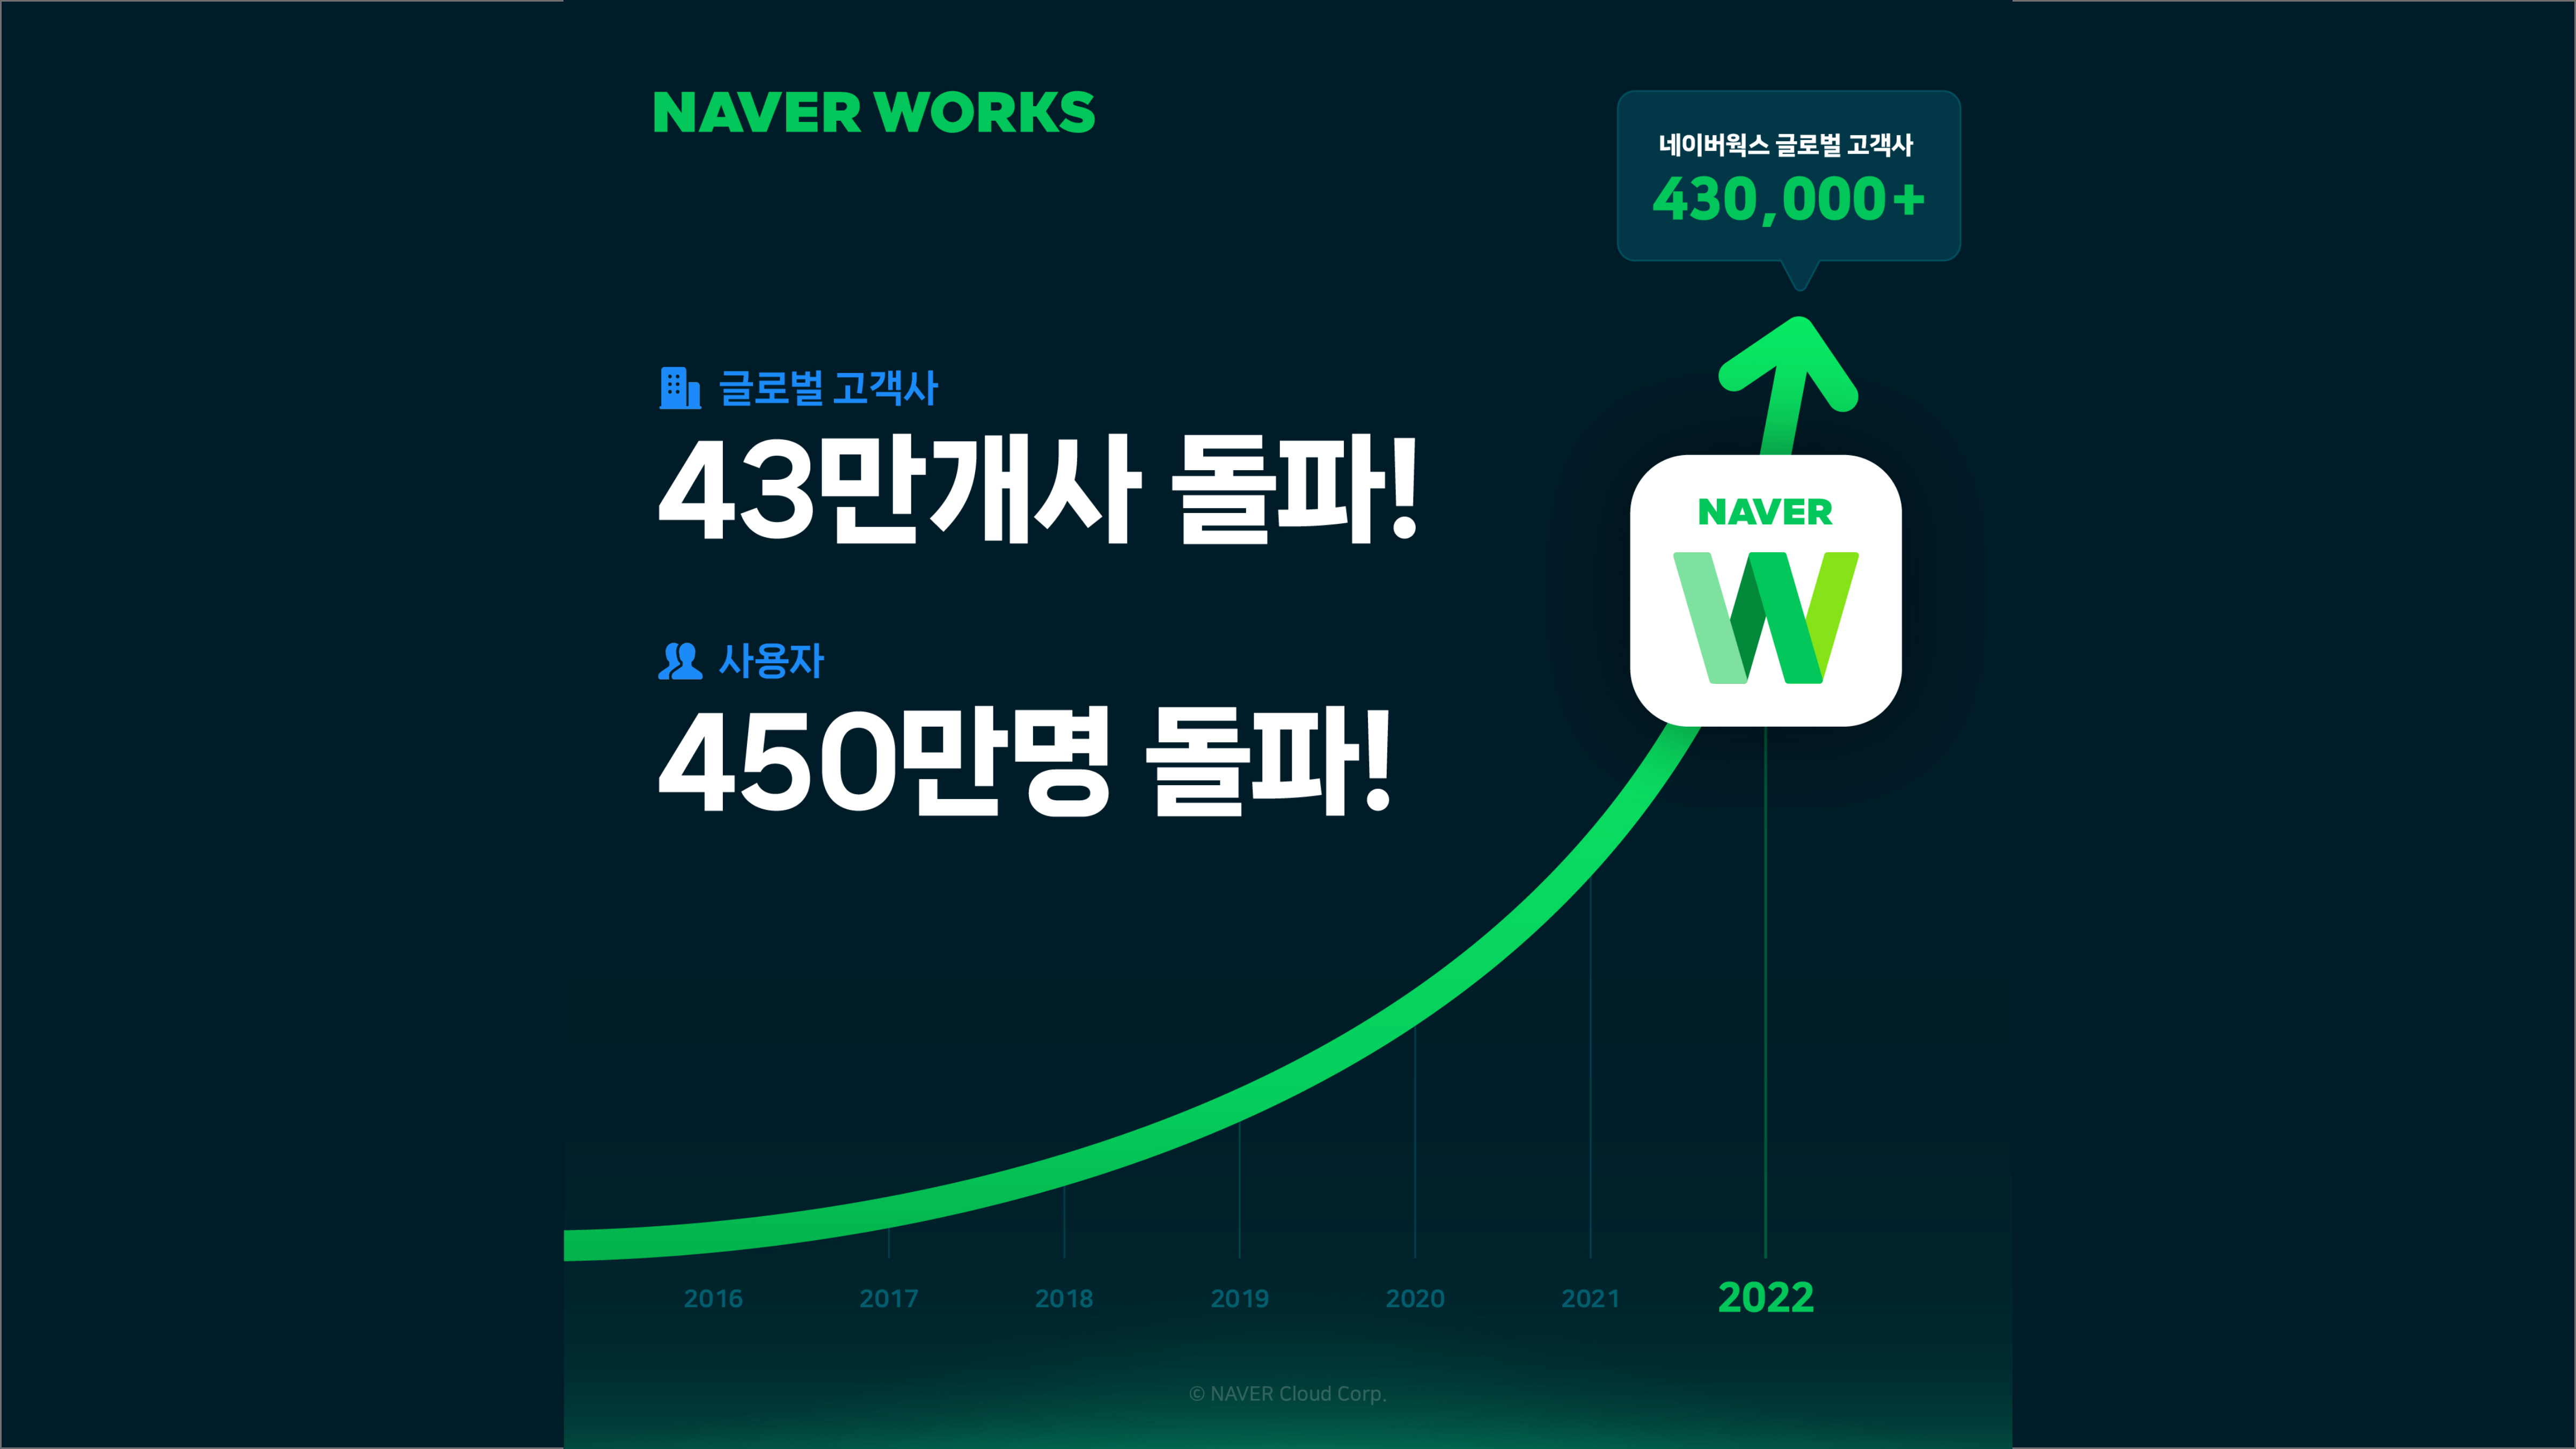 NAVER WORKS
네이버웍스 글로벌 고객사
430,000+
글로벌 고객사
43만개사 돌파!
사용자
450만명 돌파!
NAVER
W
2016 2017 2018 2019 2020 2021 2022
© NAVER Cloud Corp.